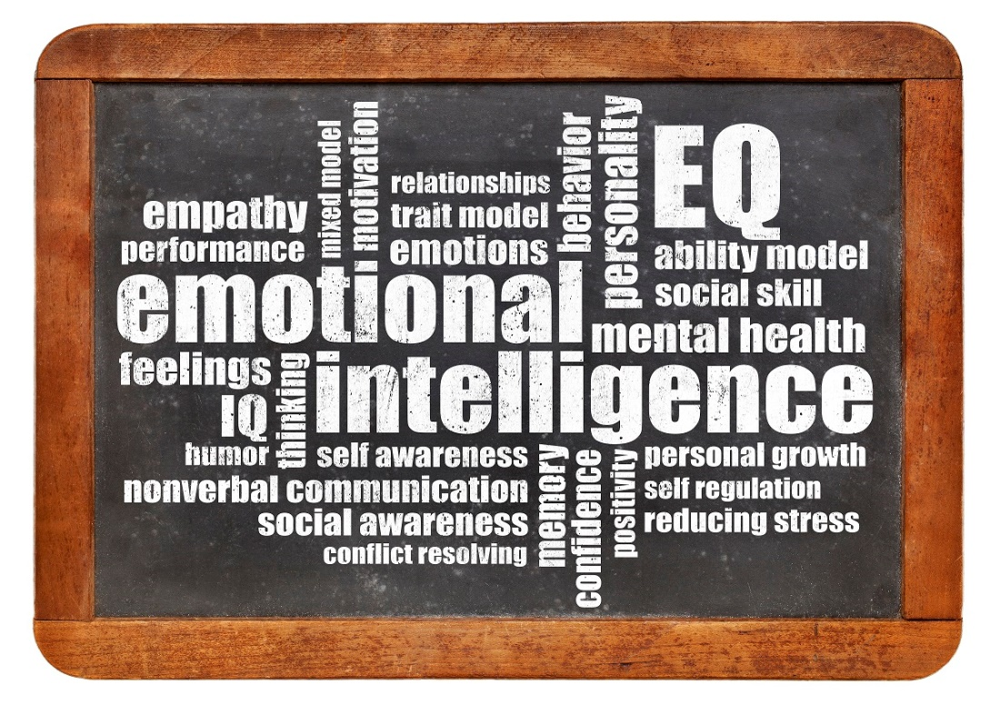 mixed model
motivation
behavior
personality
EQ
relationships
empathy
trait model
performance
emotions
ability model
social skill
emotional
mental health
feelings
thinking
intelligence
IQ
humor
self awareness
memory
confidence
positivity
personal growth
nonverbal communication
self regulation
social awareness
reducing stress
conflict resolving